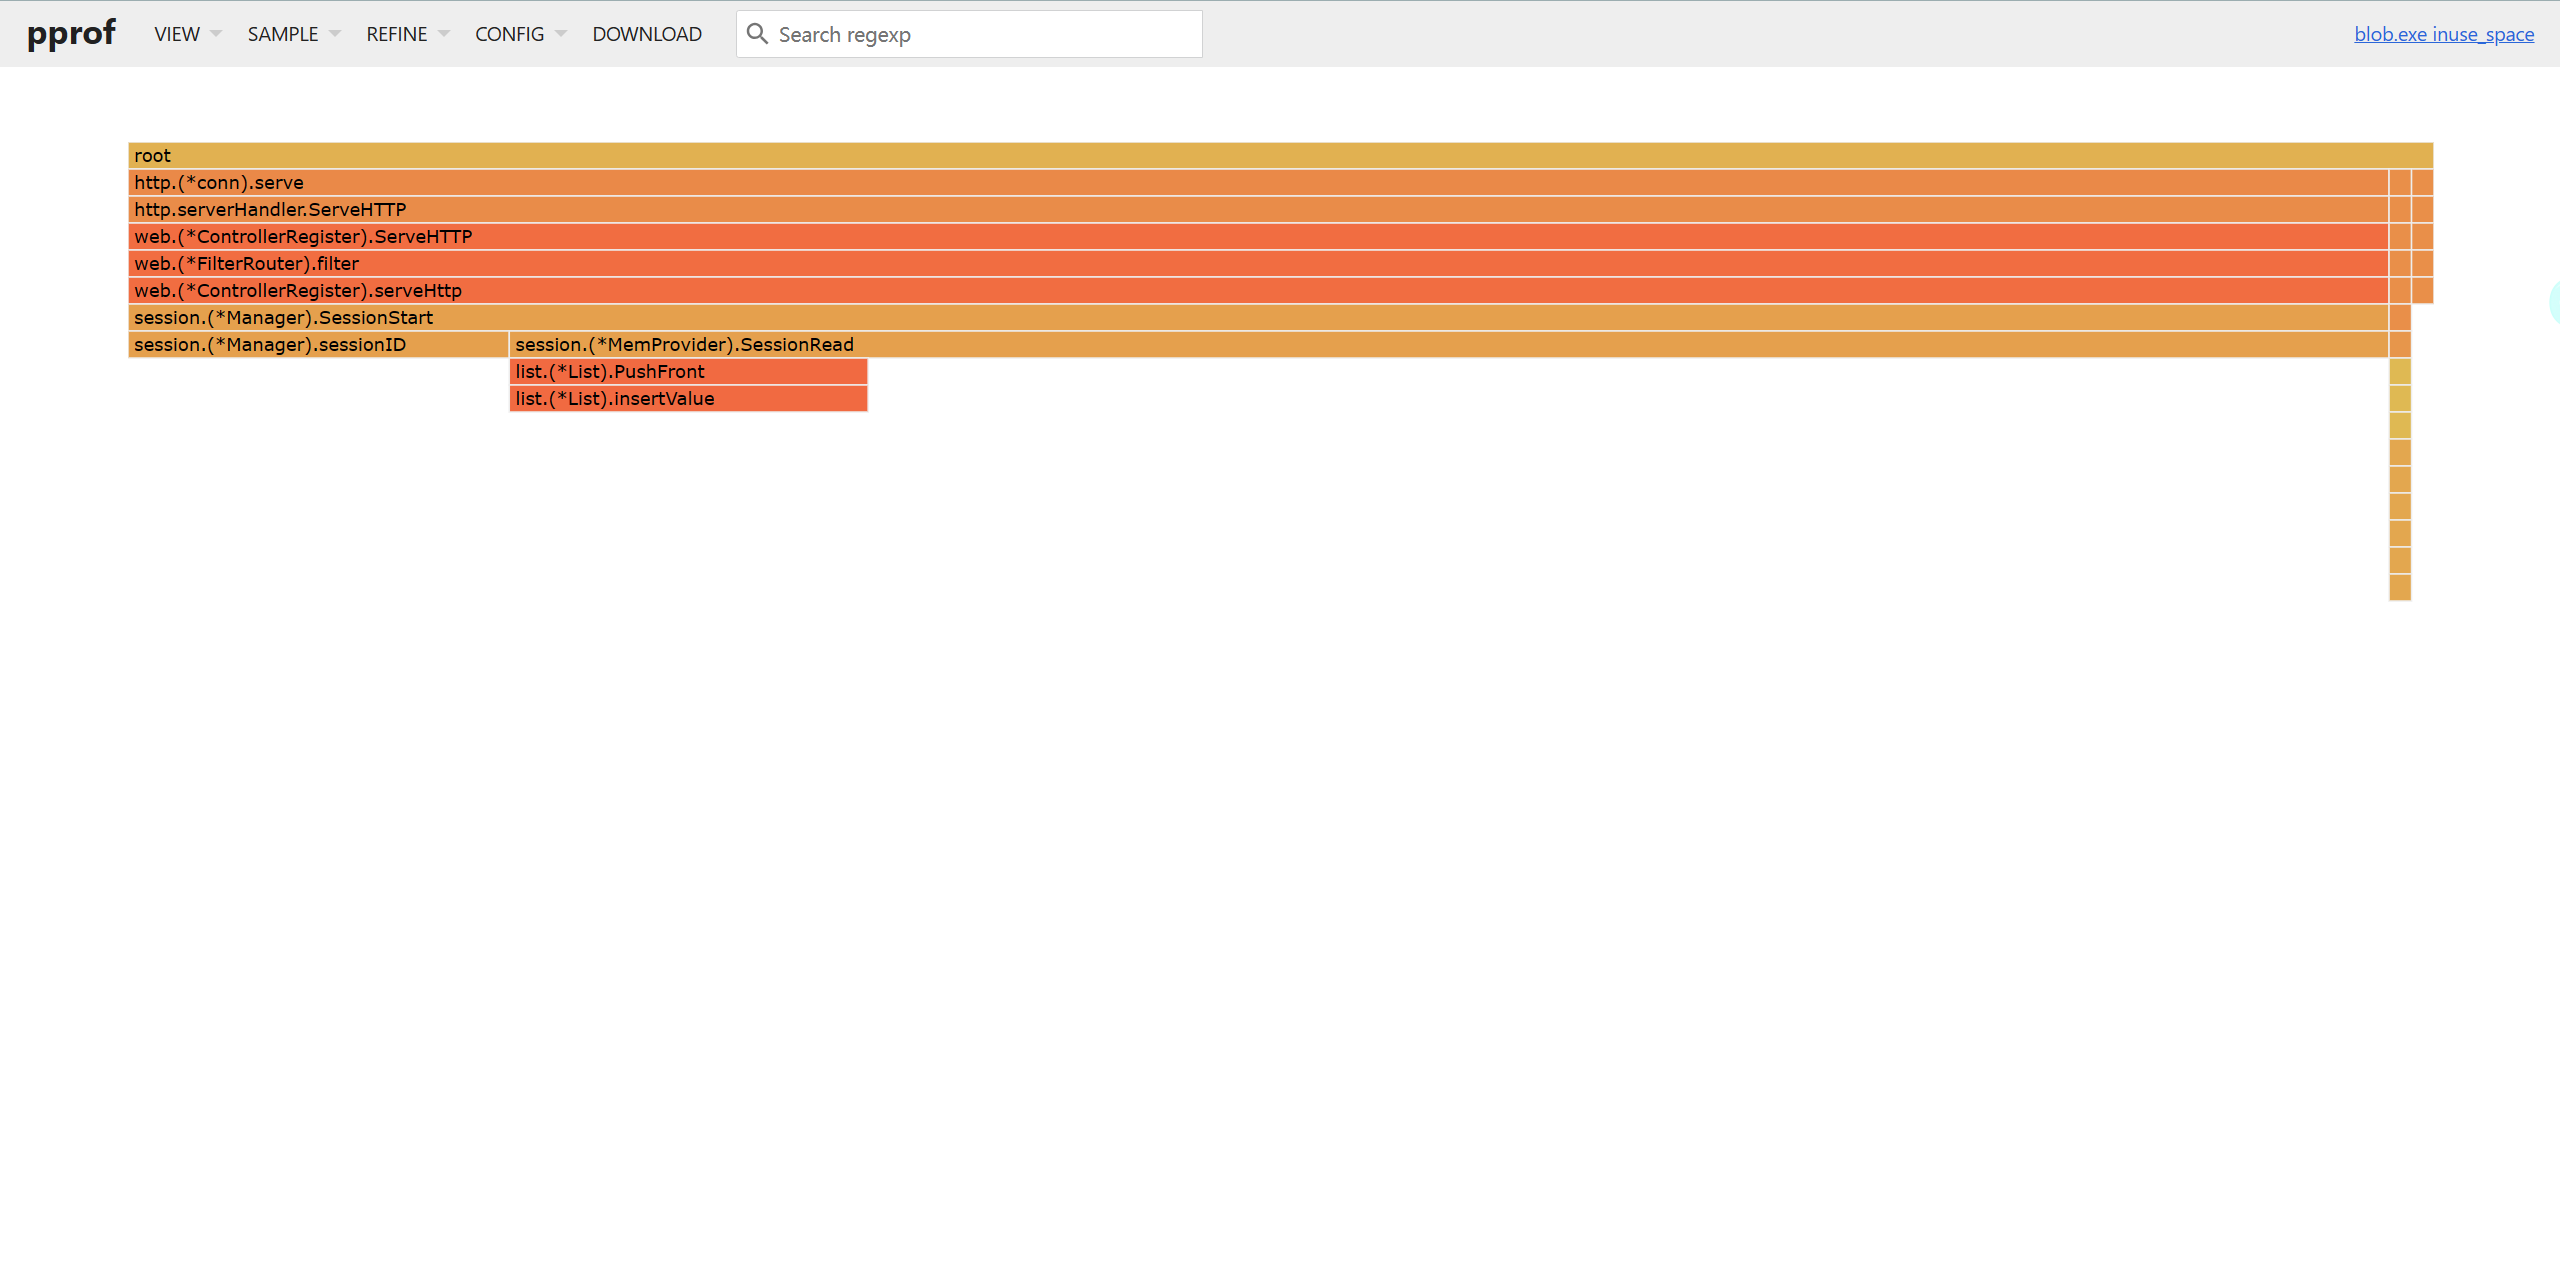 pprof VIEW SAMPLE REFINE CONFIG DOWNLOAD Search regexp blob.exe inuse_space
root
http.(*conn).serve
http.serverHandler.ServeHTTP
web.(*ControllerRegister).ServeHTTP
web.(*FilterRouter).filter
web.(*ControllerRegister).serveHttp
session.(*Manager).SessionStart
session.(*Manager).sessionID session.(*MemProvider).SessionRead
list.(*List).PushFront
list.(*List).insertValue